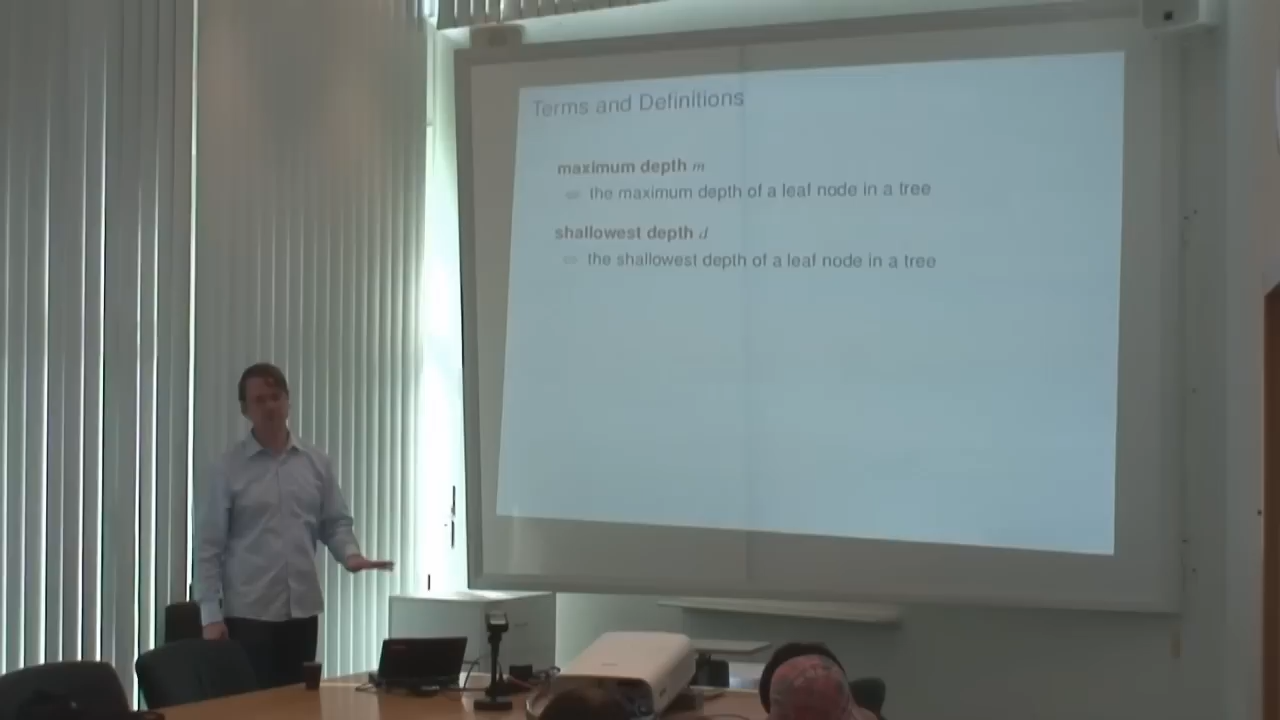 Terms and Definitions
maximum depth m
the maximum depth of a leaf node in a tree
shallowest depth d
the shallowest depth of a leaf node in a tree